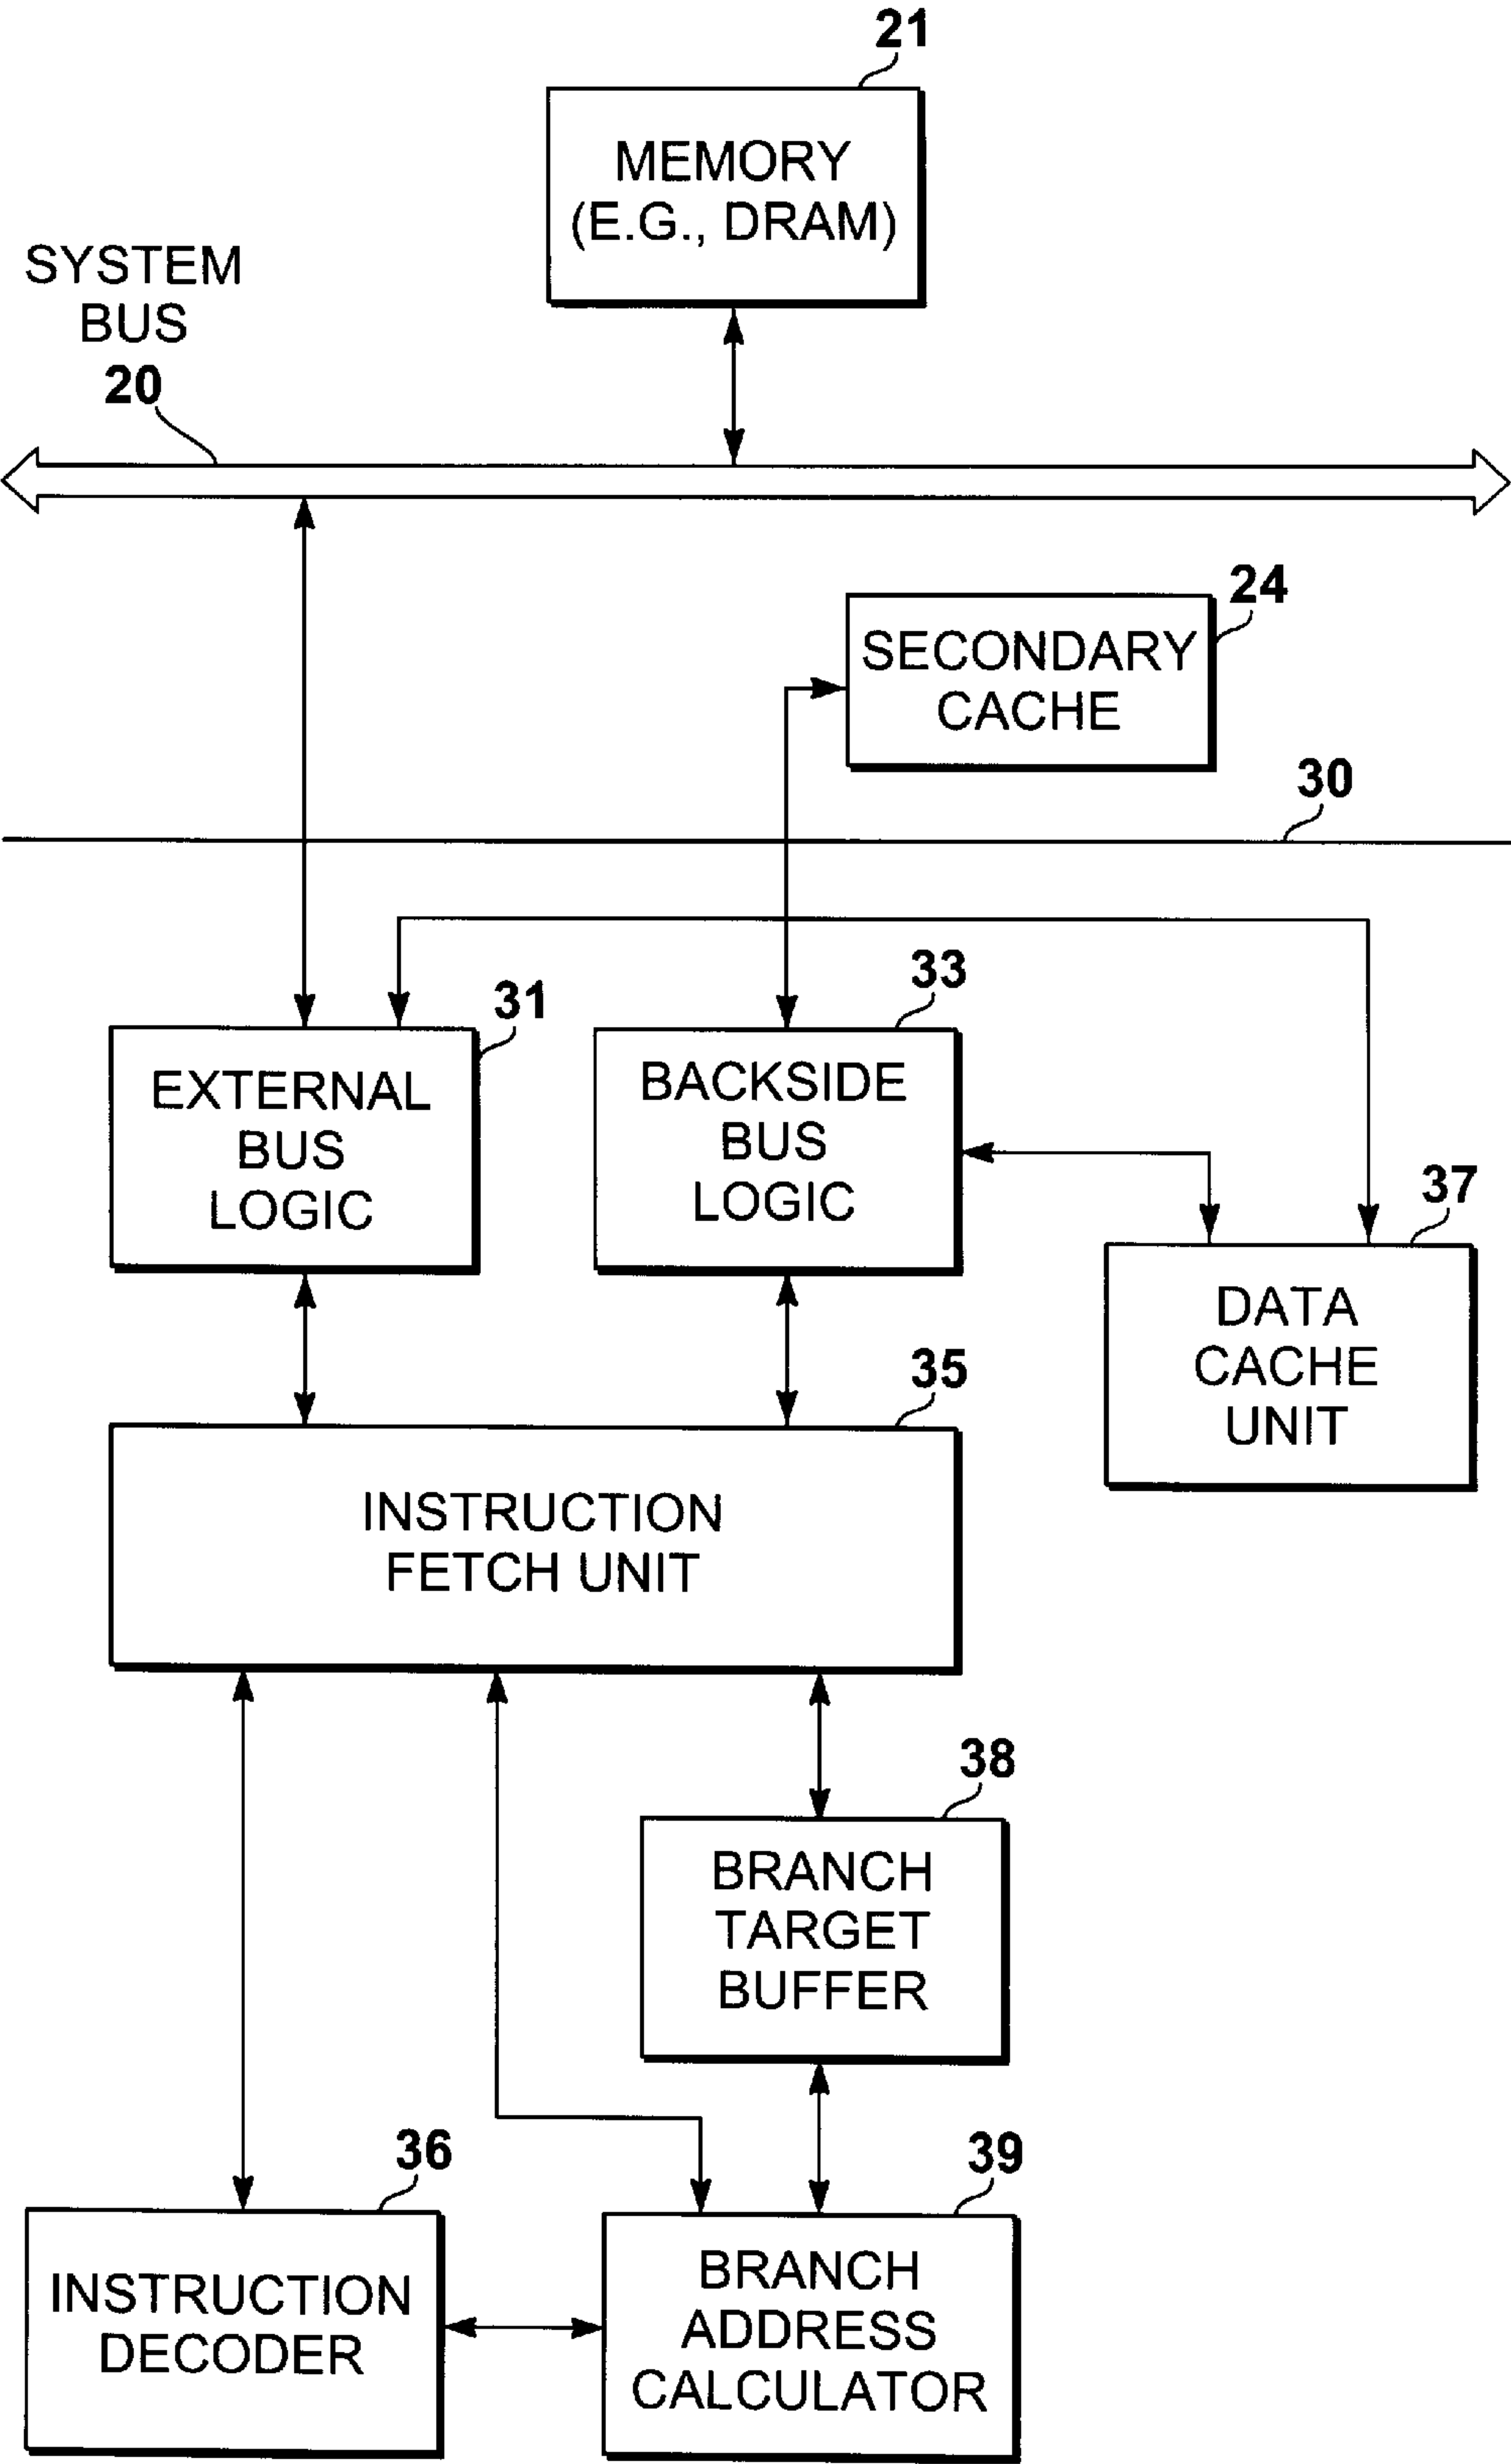 21
MEMORY
(E.G., DRAM)
SYSTEM
BUS
20
24
SECONDARY
CACHE
30
31
EXTERNAL
BUS
LOGIC
33
BACKSIDE
BUS
LOGIC
37
DATA
CACHE
UNIT
35
INSTRUCTION
FETCH UNIT
38
BRANCH
TARGET
BUFFER
36
INSTRUCTION
DECODER
39
BRANCH
ADDRESS
CALCULATOR